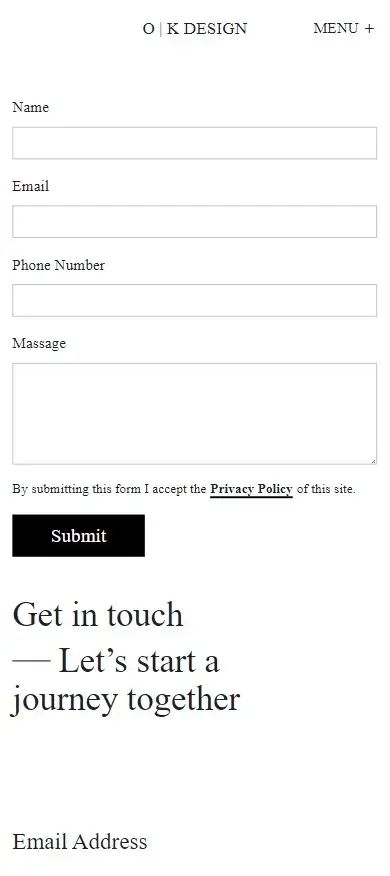 O | K DESIGN
MENU +
Name
Email
Phone Number
Massage
By submitting this form I accept the Privacy Policy of this site.
Submit
Get in touch
— Let’s start a
journey together
Email Address